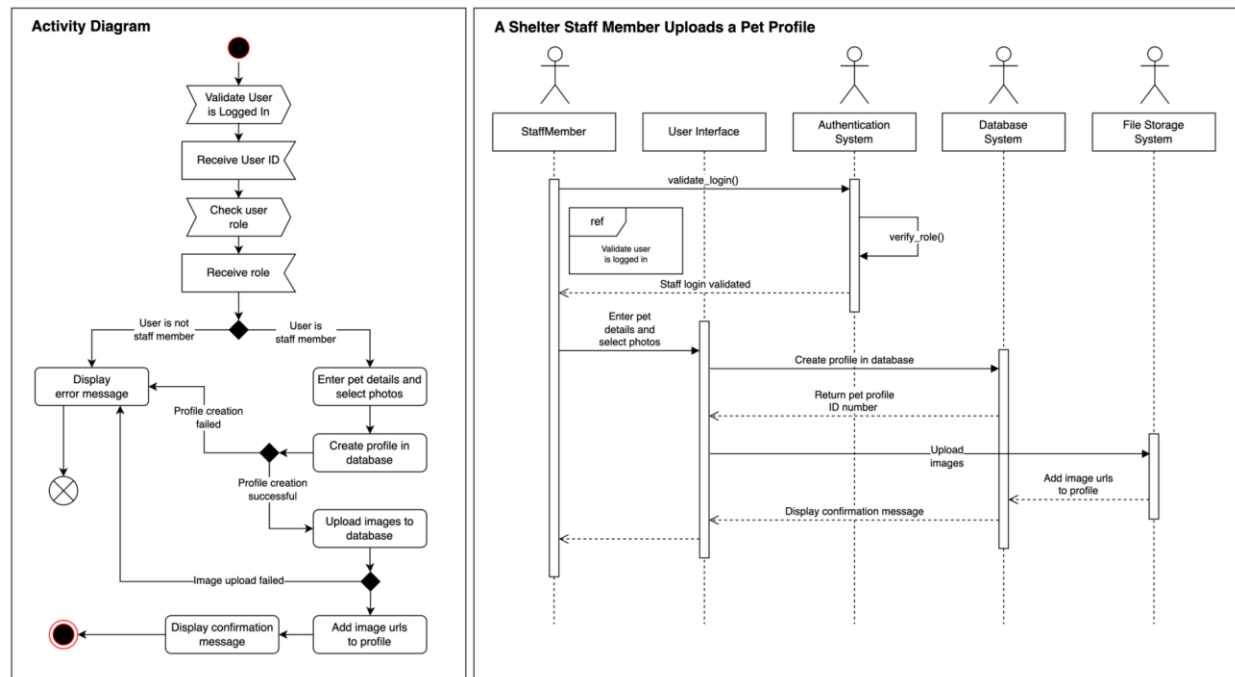 Activity Diagram
Validate User
is Logged In
Receive User ID
Check user
role
Receive role
User is not
staff member
User is
staff member
Display
error message
Enter pet details and
select photos
Profile creation
failed
Create profile in
database
Profile creation
successful
Upload images to
database
Image upload failed
Display confirmation
message
Add image urls
to profile
A Shelter Staff Member Uploads a Pet Profile
StaffMember
User Interface
Authentication
System
Database
System
File Storage
System
validate_login()
ref
Validate user
is logged in
verify_role()
Staff login validated
Enter pet
details and
select photos
Create profile in database
Return pet profile
ID number
Upload
images
Add image urls
to profile
Display confirmation message